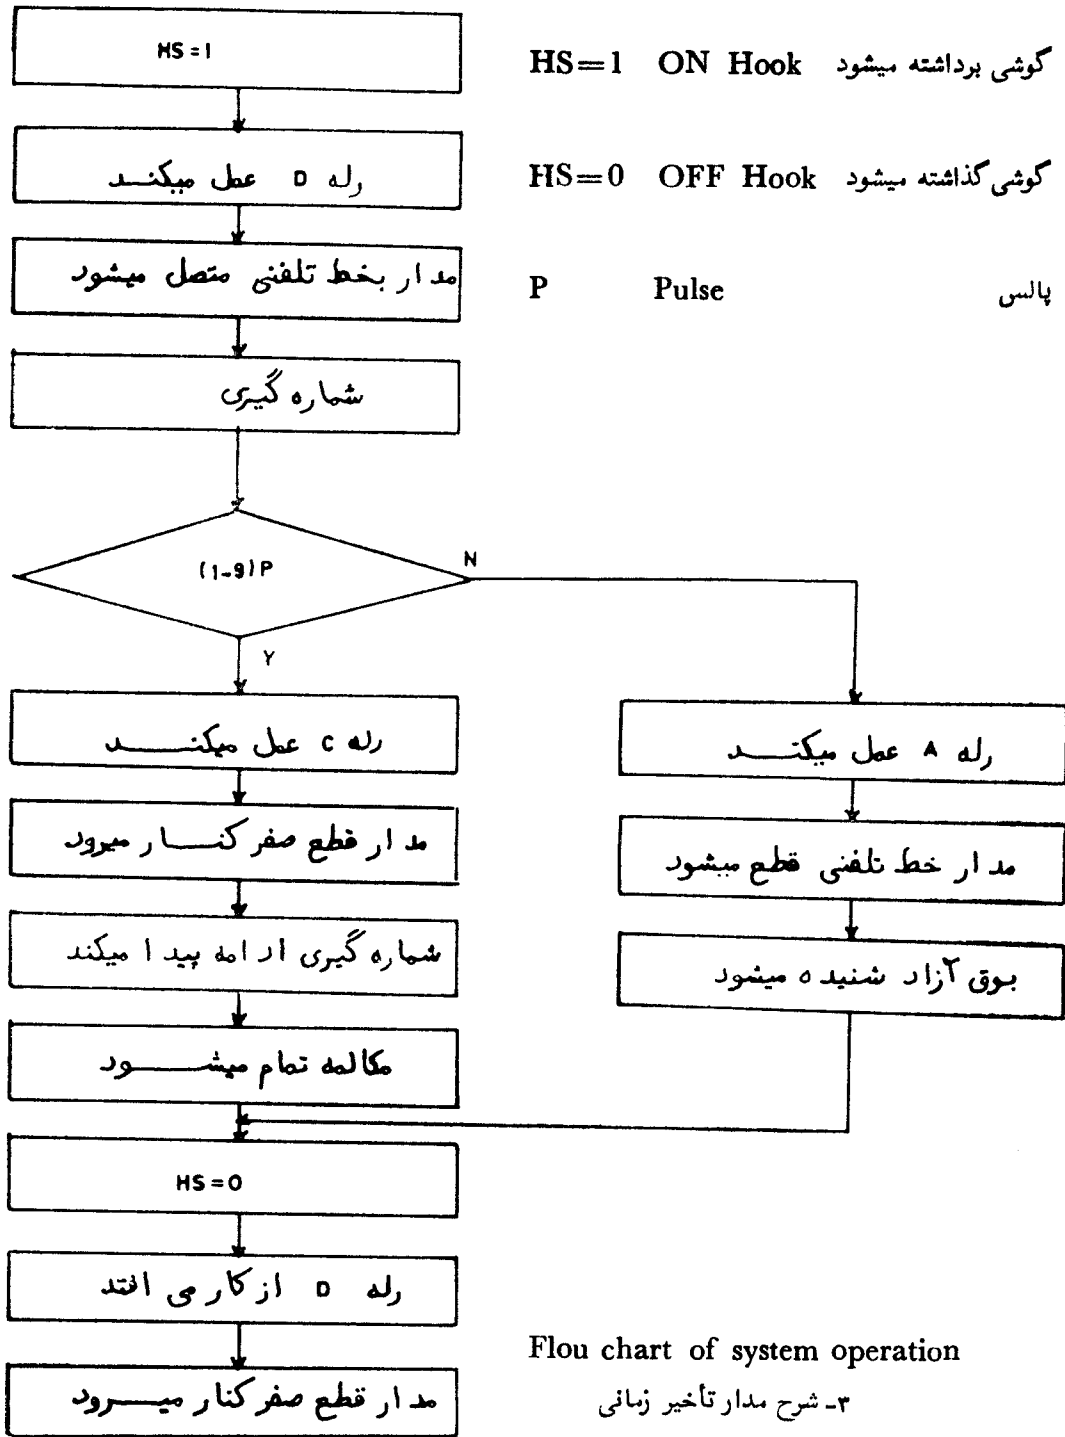 HS=1
HS=1 ON Hook گوشی برداشته میشود
رله D عمل میکند
HS=0 OFF Hook گوشی گذاشته میشود
مدار بخط تلفنی متصل میشود
P Pulse پالس
شماره گیری
(1-9)P
N
Y
رله C عمل میکند
مدار قطع صفر کنار میرود
شماره گیری ادامه پیدا میکند
مکالمه تمام میشود
رله A عمل میکند
مدار خط تلفنی قطع میشود
بوق آزاد شنیده میشود
HS=0
رله D از کار می افتد
مدار قطع صفر کنار میرود
Flou chart of system operation
۳- شرح مدار تأخیر زمانی